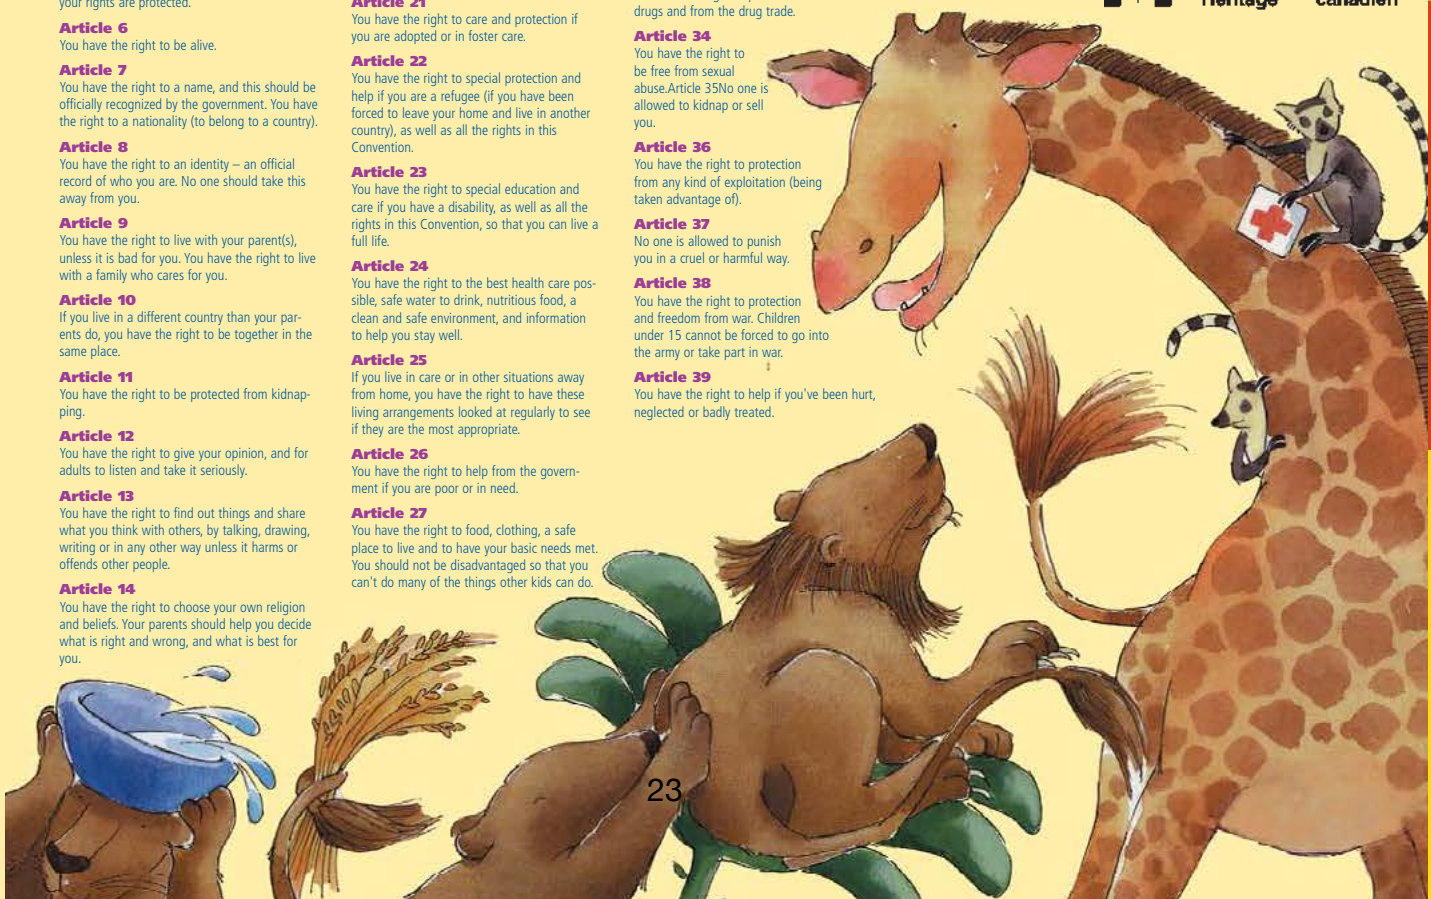 your rights are protected.
Article 6
You have the right to be alive.
Article 7
You have the right to a name, and this should be
officially recognized by the government. You have
the right to a nationality (to belong to a country).
Article 8
You have the right to an identity – an official
record of who you are. No one should take this
away from you.
Article 9
You have the right to live with your parent(s),
unless it is bad for you. You have the right to live
with a family who cares for you.
Article 10
If you live in a different country than your par-
ents do, you have the right to be together in the
same place.
Article 11
You have the right to be protected from kidnap-
ping.
Article 12
You have the right to give your opinion, and for
adults to listen and take it seriously.
Article 13
You have the right to find out things and share
what you think with others, by talking, drawing,
writing or in any other way unless it harms or
offends other people.
Article 14
You have the right to choose your own religion
and beliefs. Your parents should help you decide
what is right and wrong, and what is best for
you.
Article 21
You have the right to care and protection if
you are adopted or in foster care.
Article 22
You have the right to special protection and
help if you are a refugee (if you have been
forced to leave your home and live in another
country), as well as all the rights in this
Convention.
Article 23
You have the right to special education and
care if you have a disability, as well as all the
rights in this Convention, so that you can live a
full life.
Article 24
You have the right to the best health care pos-
sible, safe water to drink, nutritious food, a
clean and safe environment, and information
to help you stay well.
Article 25
If you live in care or in other situations away
from home, you have the right to have these
living arrangements looked at regularly to see
if they are the most appropriate.
Article 26
You have the right to help from the govern-
ment if you are poor or in need.
Article 27
You have the right to food, clothing, a safe
place to live and to have your basic needs met.
You should not be disadvantaged so that you
can't do many of the things other kids can do.
drugs and from the drug trade.
Article 34
You have the right to
be free from sexual
abuse.Article 35No one is
allowed to kidnap or sell
you.
Article 36
You have the right to protection
from any kind of exploitation (being
taken advantage of).
Article 37
No one is allowed to punish
you in a cruel or harmful way.
Article 38
You have the right to protection
and freedom from war. Children
under 15 cannot be forced to go into
the army or take part in war.
Article 39
You have the right to help if you've been hurt,
neglected or badly treated.
Heritage canadien
23